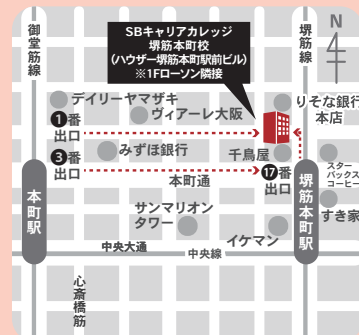 SBキャリアカレッジ
堺筋本町校
(ハウザー堺筋本町駅前ビル)
※1Fローソン隣接
御堂筋線
堺筋線
4
デイリーヤマザキ
ヴィアーレ大阪
りそな銀行
本店
1番
出口
みずほ銀行
千鳥屋
3番
出口
本町通
17番
出口
スター
バックス
コーヒー
本町駅
堺筋本町駅
サンマリオン
タワー
イケマン
すき家
中央大通
中央線
心斎橋筋